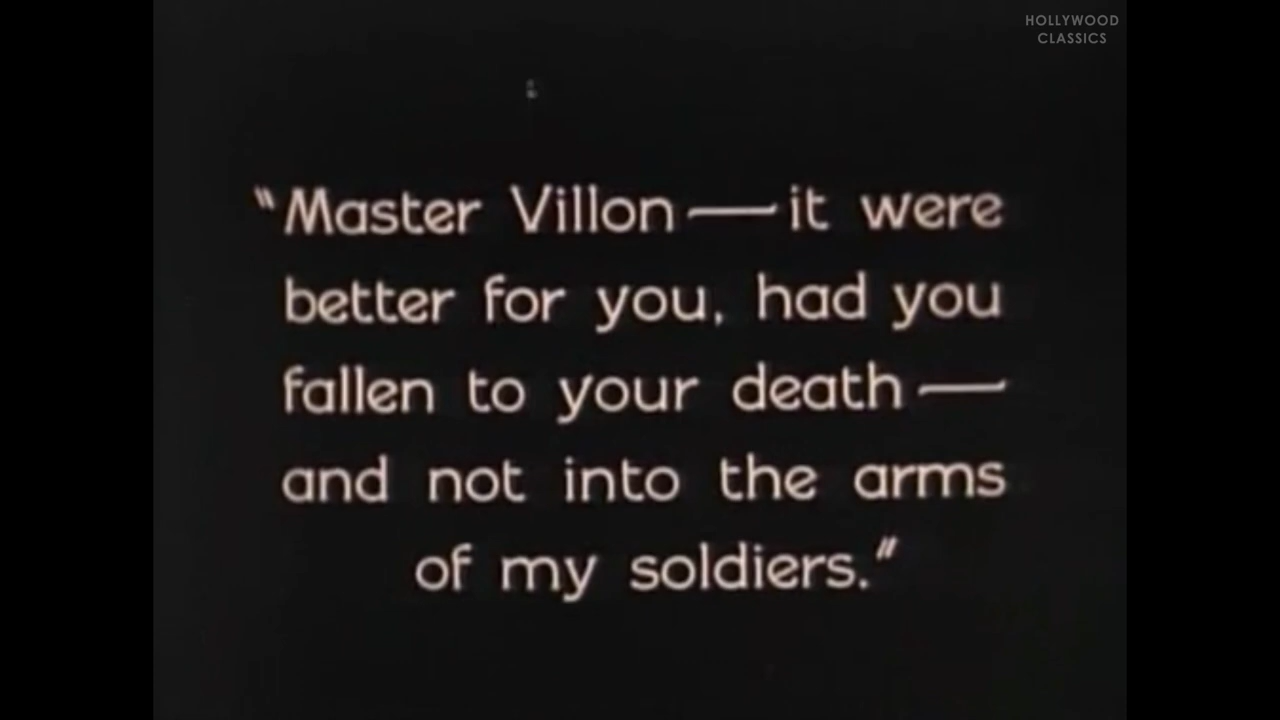 HOLLYWOOD
CLASSICS
"Master Villon — it were
better for you, had you
fallen to your death —
and not into the arms
of my soldiers."